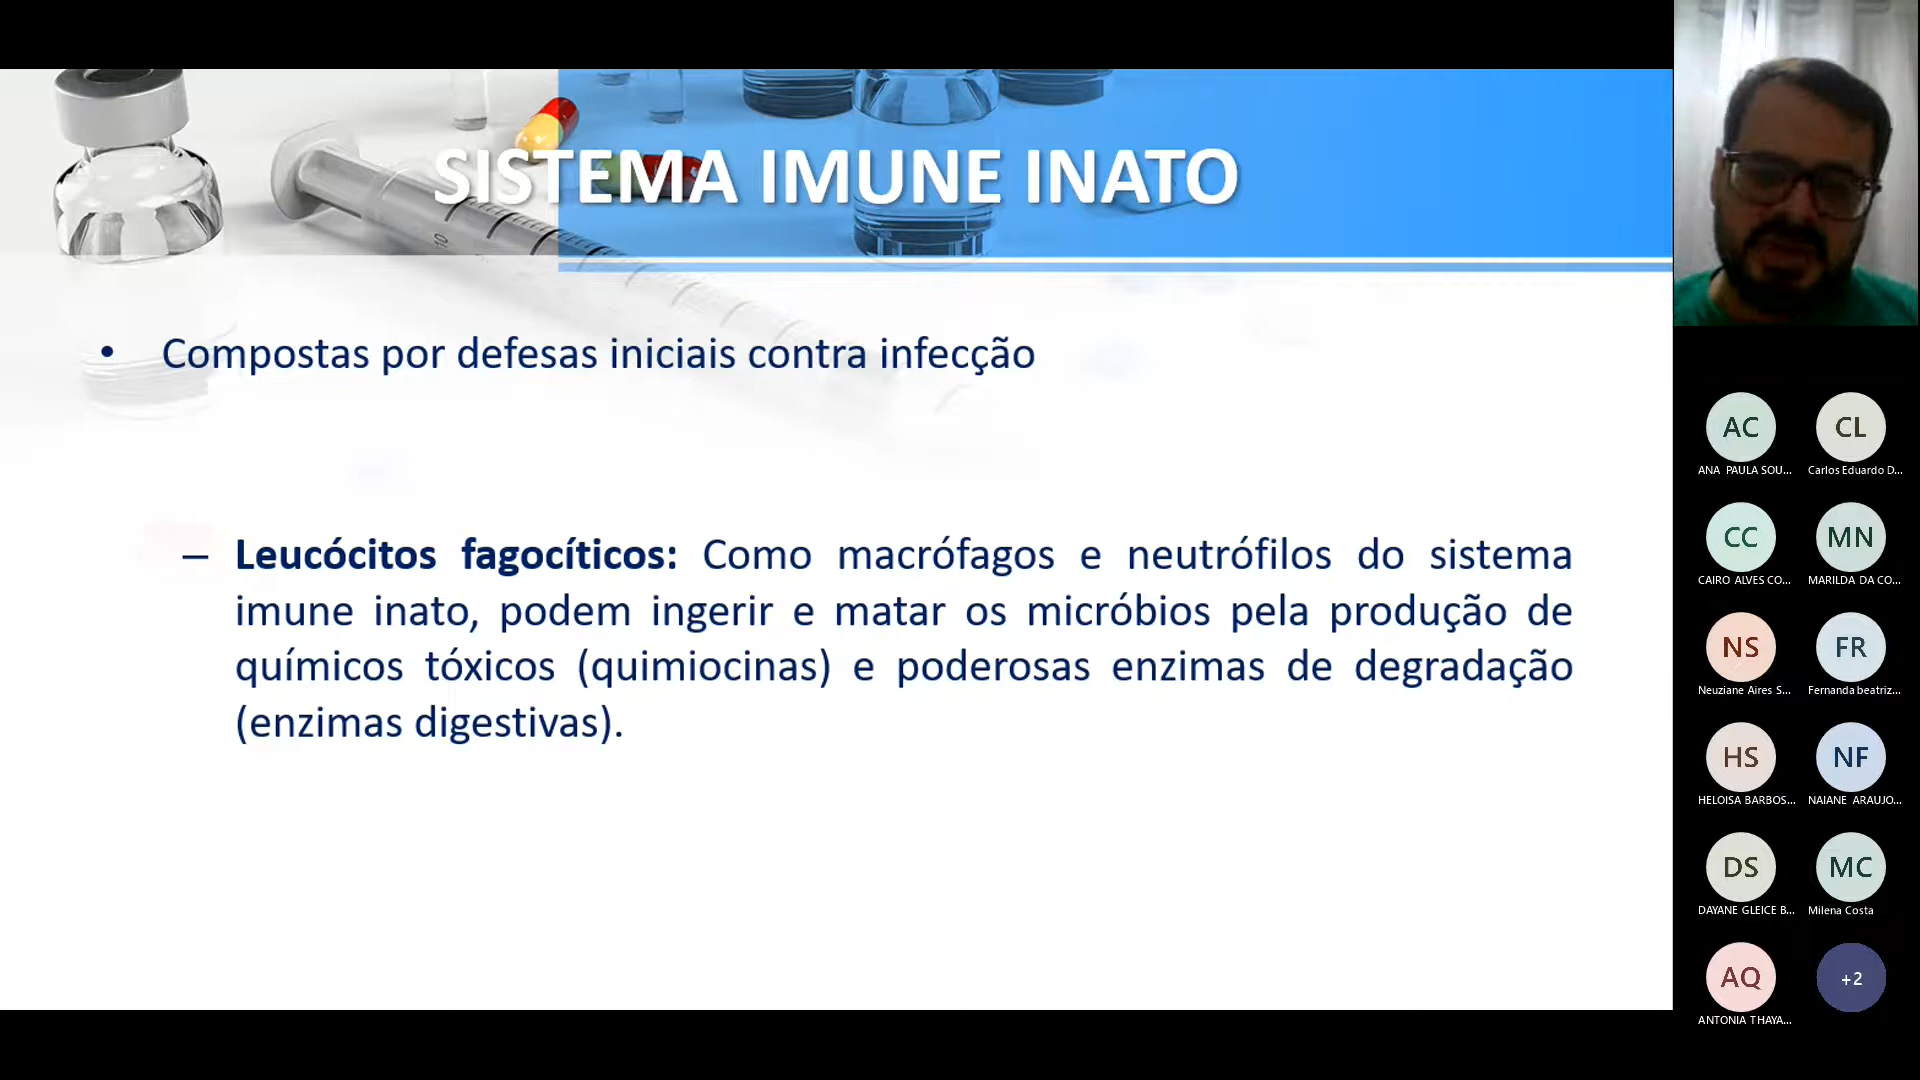 SISTEMA IMUNE INATO
• Compostas por defesas iniciais contra infecção
– Leucócitos fagocíticos: Como macrófagos e neutrófilos do sistema
imune inato, podem ingerir e matar os micróbios pela produção de
químicos tóxicos (quimiocinas) e poderosas enzimas de degradação
(enzimas digestivas).
10
AC CL
ANA PAULA SOU... Carlos Eduardo D...
CC MN
CAIRO ALVES CO... MARILDA DA CO...
NS FR
Neuziane Aires S... Fernanda beatriz...
HS NF
HELOISA BARBOS... NAIANE ARAUJO...
DS MC
DAYANE GLEICE B... Milena Costa
AQ +2
ANTONIA THAYA...